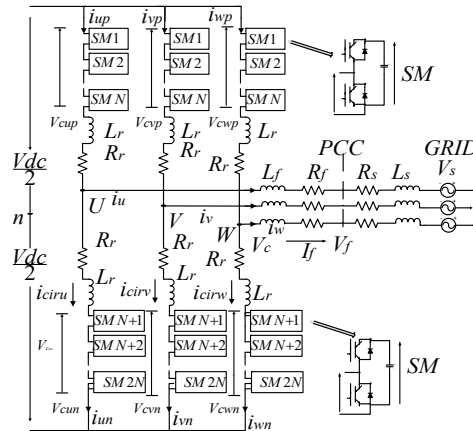 iup ivp iwp
SM1 SM1 SM1
SM2 SM2 SM2 SM
Vcup Vcvp Vcwp
SM N SM N SM N
Lr Lr Lr
Rr Rr Rr
PCC GRID
Vdc/2 Lf Rf Rs Ls Vs
U iu
n V iv
W iw
Rr Rr Rr Vc If Vf
Vdc/2
Lr Lr Lr
iciru icirv icirw
SM N+1 SM N+1 SM N+1
SM N+2 SM N+2 SM N+2
SM
SM 2N SM 2N SM 2N
Vcun Vcvn Vcwn
iun ivn iwn